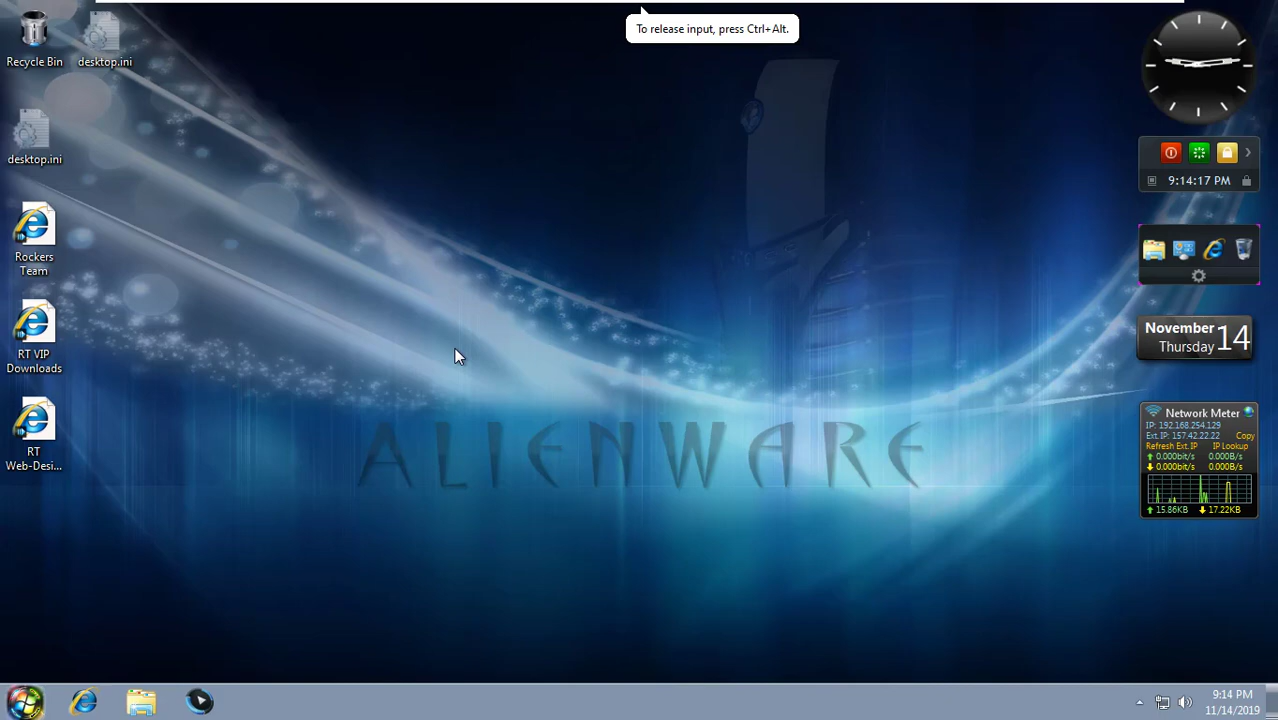 To release input, press Ctrl+Alt.
Recycle Bin
desktop.ini
desktop.ini
Rockers
Team
RT VIP
Downloads
RT
Web-Desi...
ALIENWARE
9:14:17 PM
November
Thursday
14
Network Meter
IP: 192.168.254.129
Ext.IP: 157.42.22.22 Copy
Refresh Ext.IP IP Lookup
0.000bit/s 0.000B/s
0.000bit/s 0.000B/s
15.86KB 17.22KB
9:14 PM
11/14/2019